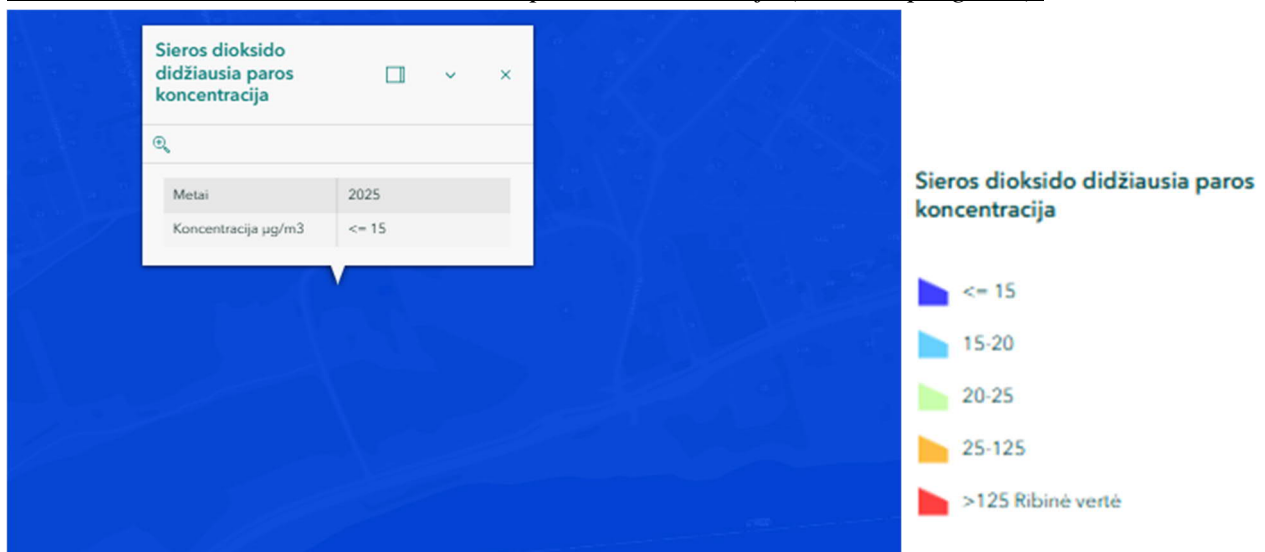 Sieros dioksido
didžiausia paros
koncentracija
Metai 2025
Koncentracija µg/m3 <= 15
Sieros dioksido didžiausia paros
koncentracija
<= 15
15-20
20-25
25-125
>125 Ribinė vertė